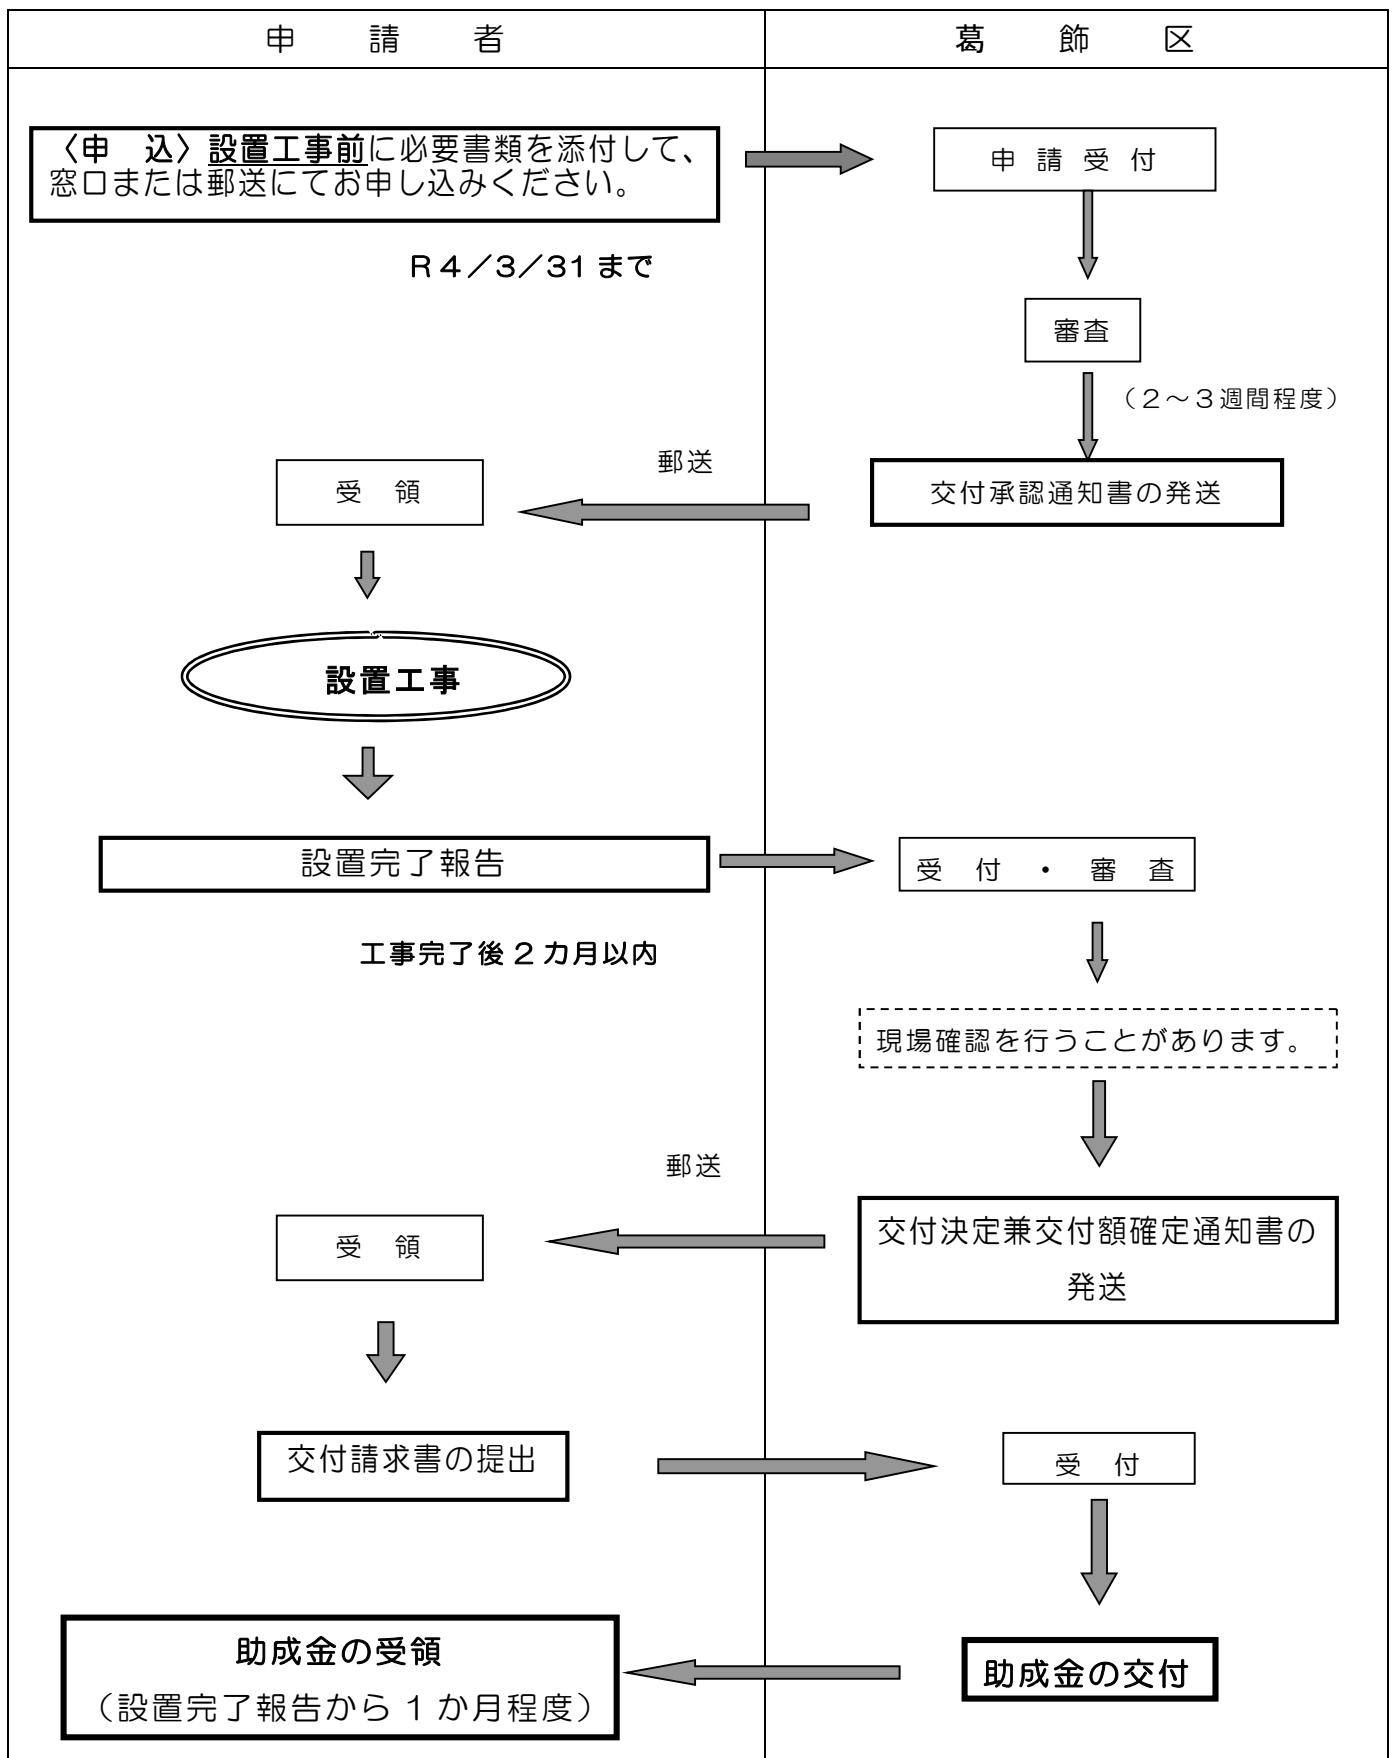 申請者
葛飾区
〈申　込〉設置工事前に必要書類を添付して、
窓口または郵送にてお申し込みください。
申請受付
R４／３／31まで
審査
（２～３週間程度）
郵送
交付承認通知書の発送
受　領
設置工事
設置完了報告
受　付　・　審　査
工事完了後２カ月以内
現場確認を行うことがあります。
郵送
交付決定兼交付額確定通知書の
発送
受　領
交付請求書の提出
受　付
助成金の交付
助成金の受領
（設置完了報告から１か月程度）